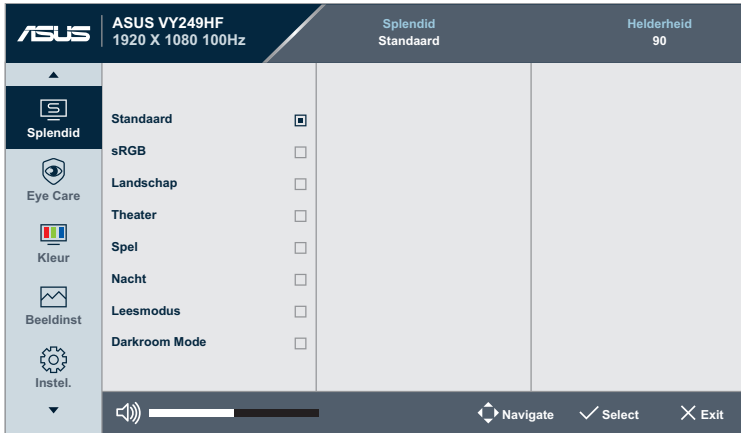 ASUS
ASUS VY249HF
1920 X 1080 100Hz
Splendid
Standaard
Helderheid
90
Splendid
Eye Care
Kleur
Beeldinst
Instel.
Standaard
sRGB
Landschap
Theater
Spel
Nacht
Leesmodus
Darkroom Mode
Navigate
Select
Exit